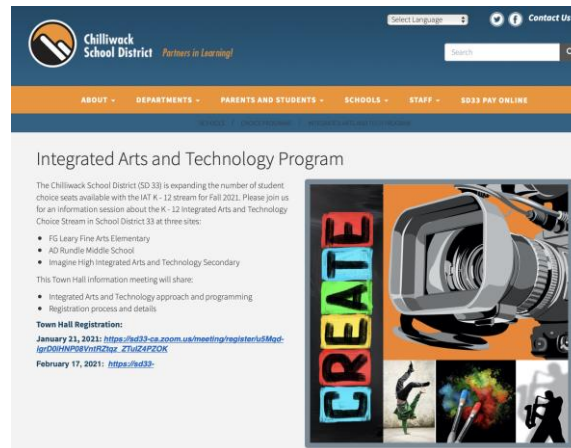 Select Language
Contact Us
Chilliwack
School District Partners in Learning!
Search
ABOUT
DEPARTMENTS
PARENTS AND STUDENTS
SCHOOLS
STAFF
SD33 PAY ONLINE
Integrated Arts and Technology Program
The Chilliwack School District (SD 33) is expanding the number of student
choice seats available with the IAT K - 12 stream for Fall 2021. Please join us
for an information session about the K - 12 Integrated Arts and Technology
Choice Stream in School District 33 at three sites:
FG Leary Fine Arts Elementary
AD Rundle Middle School
Imagine High Integrated Arts and Technology Secondary
This Town Hall information meeting will share:
Integrated Arts and Technology approach and programming
Registration process and details
Town Hall Registration:
January 21, 2021: https://sd33-ca.zoom.us/meeting/register/u5Mqd-
February 17, 2021: https://sd33-
CREATE